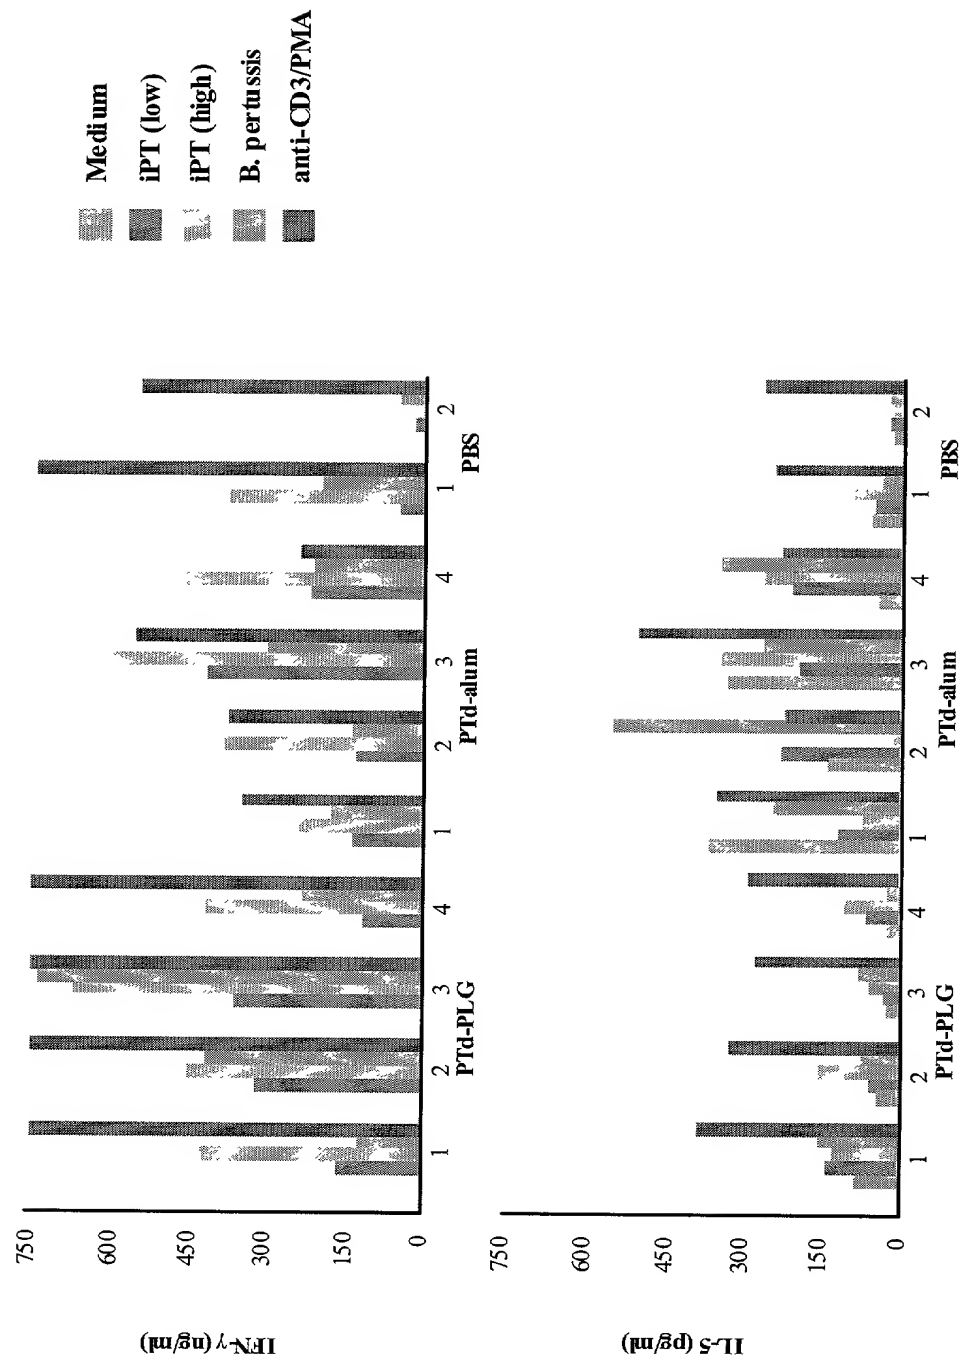 Medium
iPT (low)
iPT (high)
B. pertussis
anti-CD3/PMA
IFN-γ (ng/ml)
750
600
450
300
150
0
1 2 3 4 1 2 3 4 1 2
PTd-PLG PTd-alum PBS
IL-5 (pg/ml)
750
600
450
300
150
0
1 2 3 4 1 2 3 4 1 2
PTd-PLG PTd-alum PBS